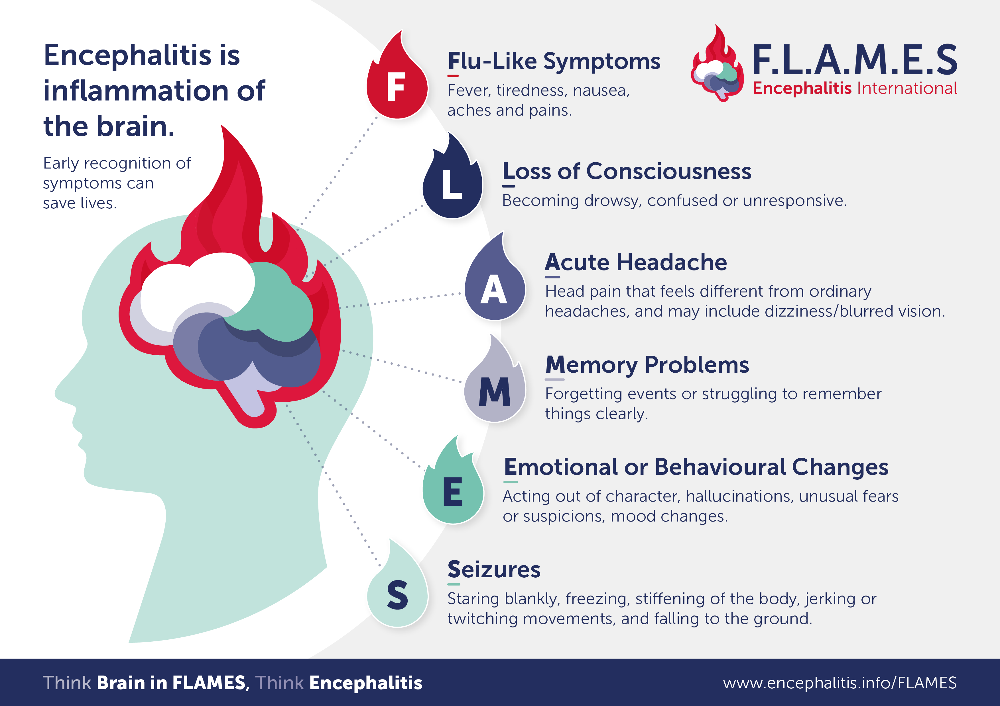 Encephalitis is
inflammation of
the brain.
Early recognition of
symptoms can
save lives.
F.L.A.M.E.S
Encephalitis International
F
Flu-Like Symptoms
Fever, tiredness, nausea,
aches and pains.
L
Loss of Consciousness
Becoming drowsy, confused or unresponsive.
A
Acute Headache
Head pain that feels different from ordinary
headaches, and may include dizziness/blurred vision.
M
Memory Problems
Forgetting events or struggling to remember
things clearly.
E
Emotional or Behavioural Changes
Acting out of character, hallucinations, unusual fears
or suspicions, mood changes.
S
Seizures
Staring blankly, freezing, stiffening of the body, jerking or
twitching movements, and falling to the ground.
Think Brain in FLAMES, Think Encephalitis
www.encephalitis.info/FLAMES